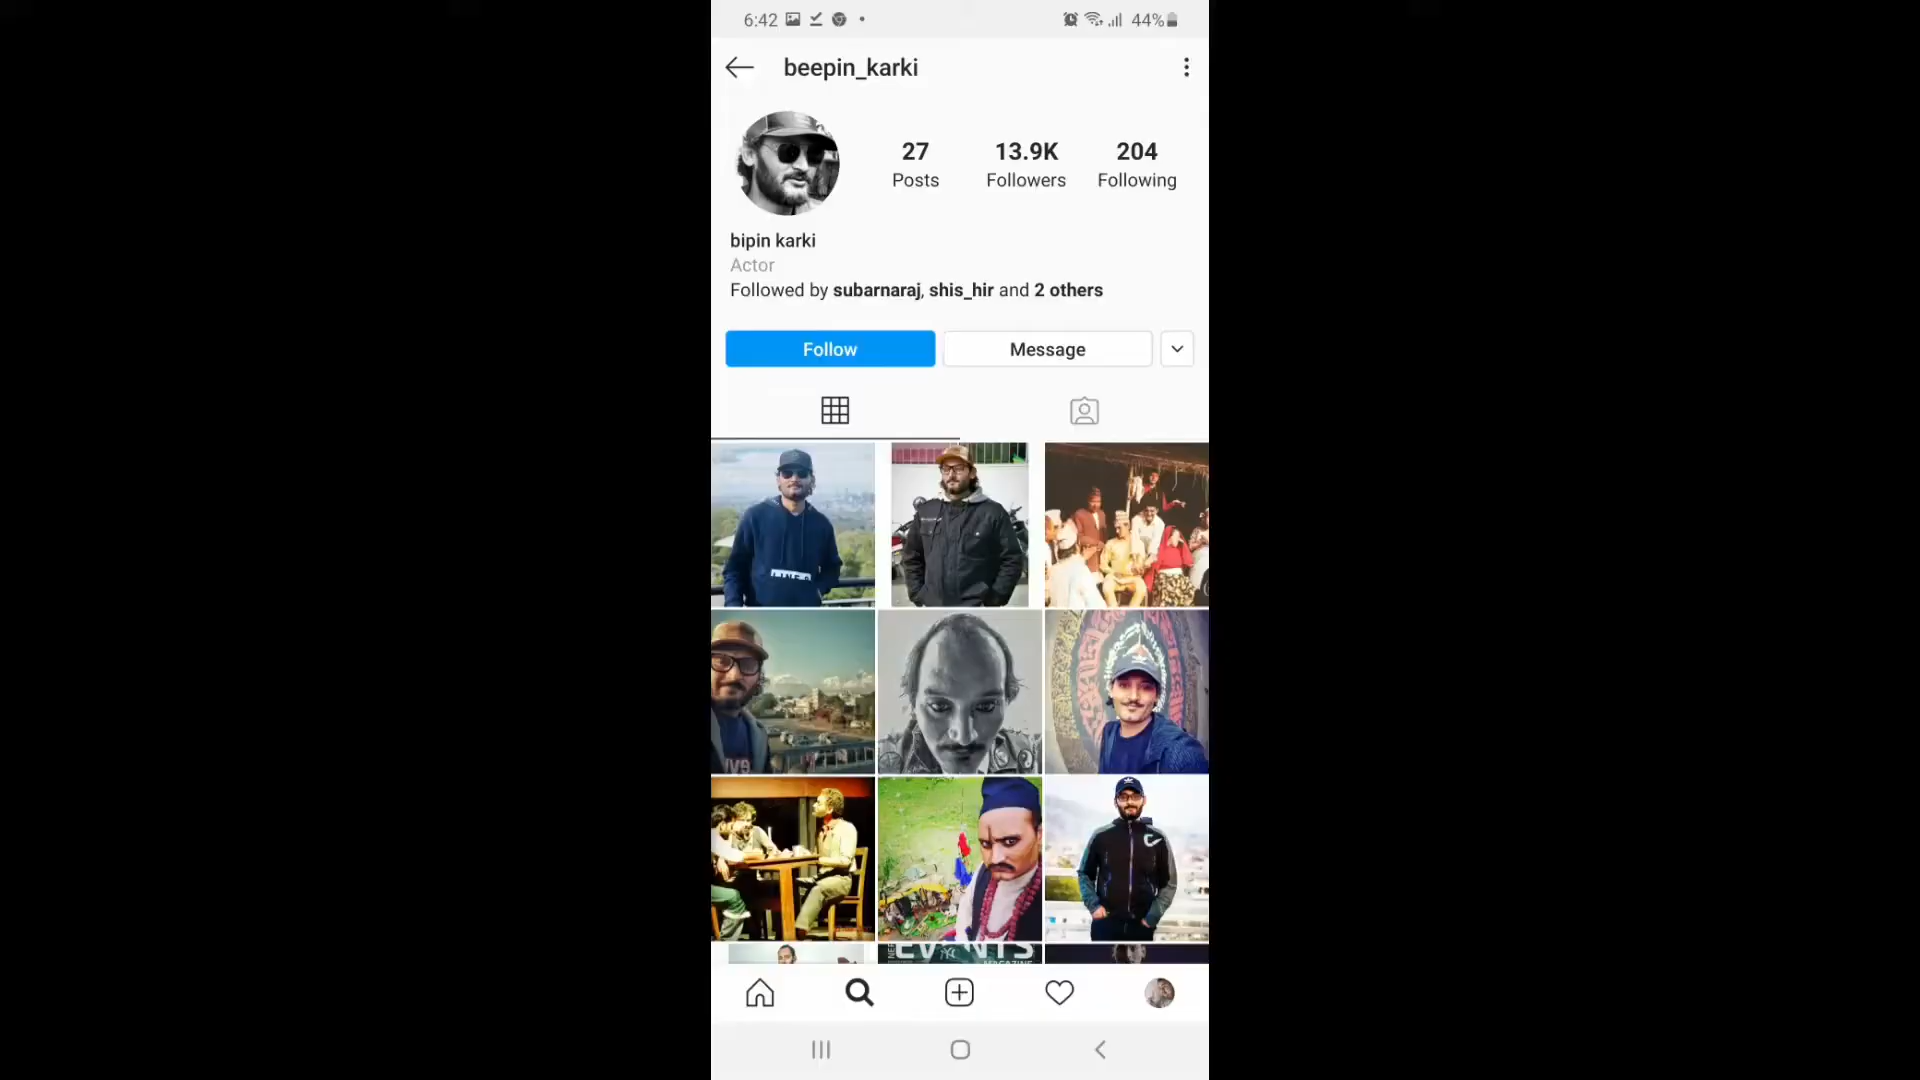 6:42 44%
beepin_karki
27 13.9K 204
Posts Followers Following
bipin karki
Actor
Followed by subarnaraj, shis_hir and 2 others
Follow Message
EVENTS